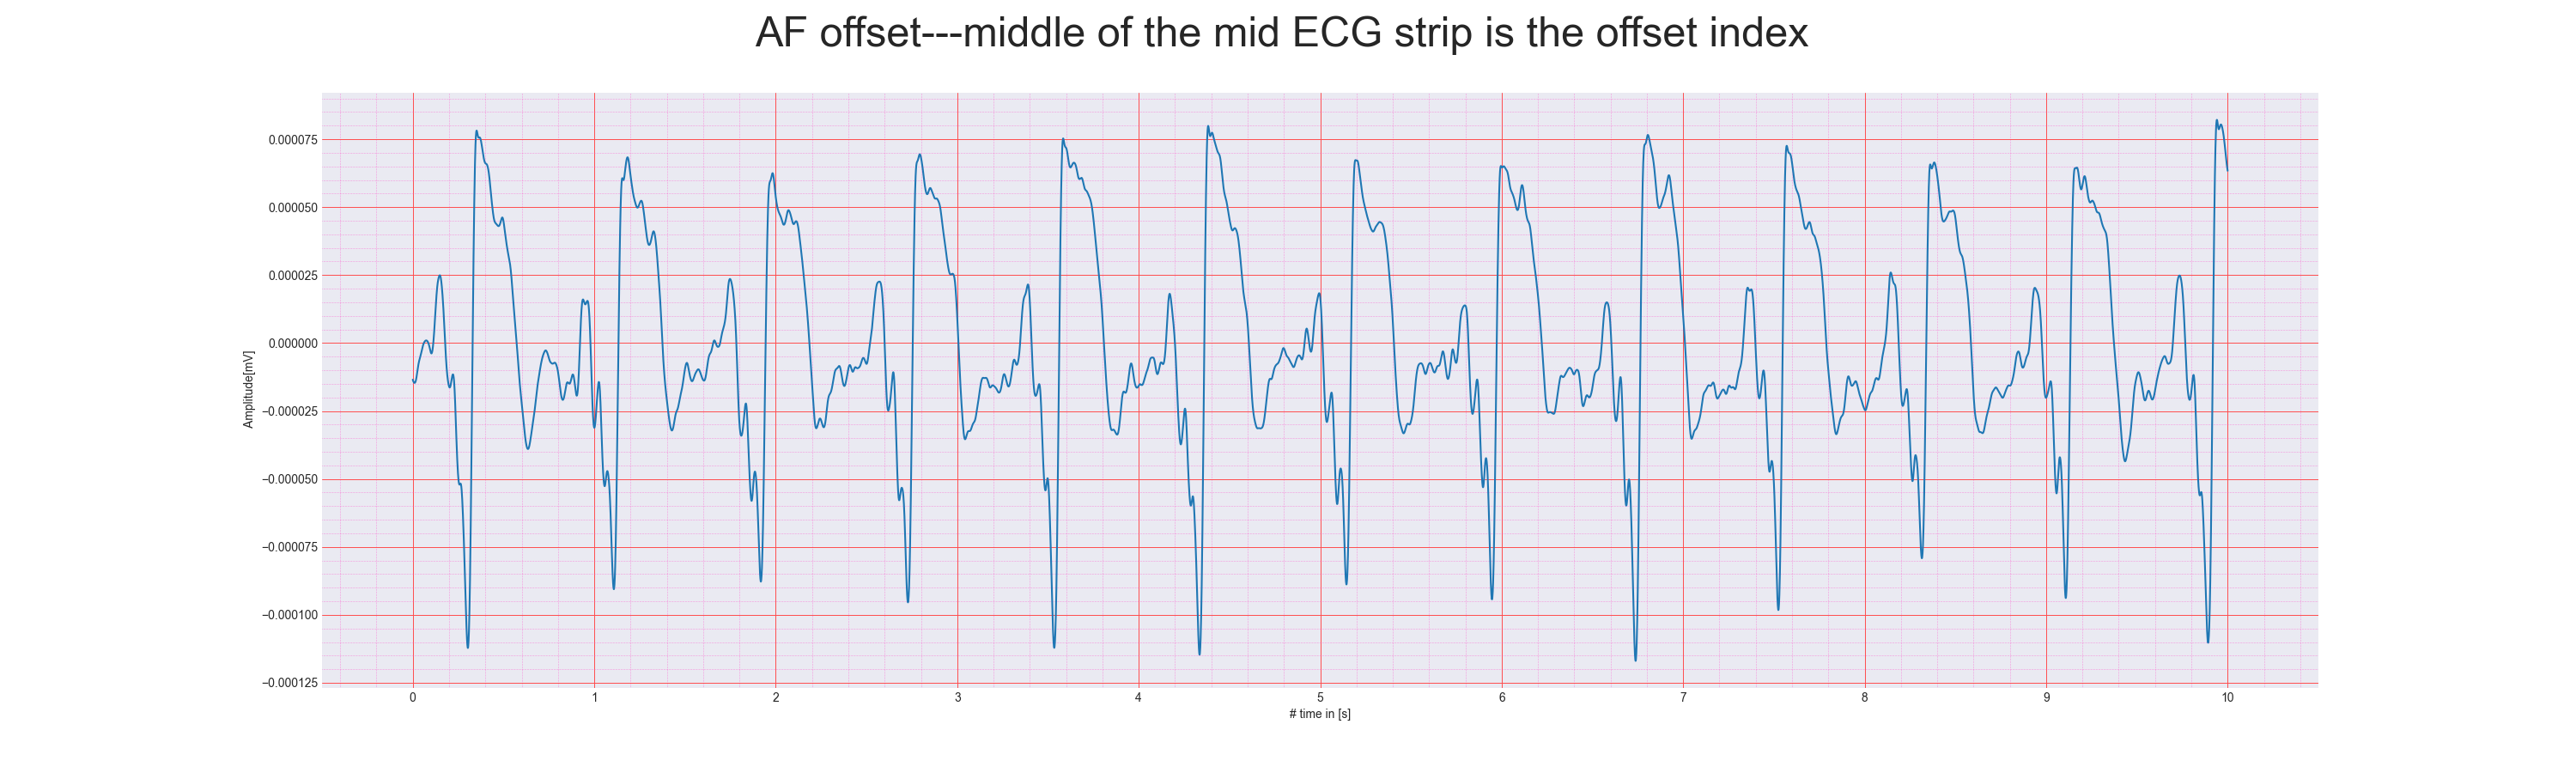 AF offset---middle of the mid ECG strip is the offset index
0.000075
0.000050
0.000025
0.000000
−0.000025
−0.000050
−0.000075
−0.000100
−0.000125
Amplitude[mV]
0 1 2 3 4 5 6 7 8 9 10
# time in [s]